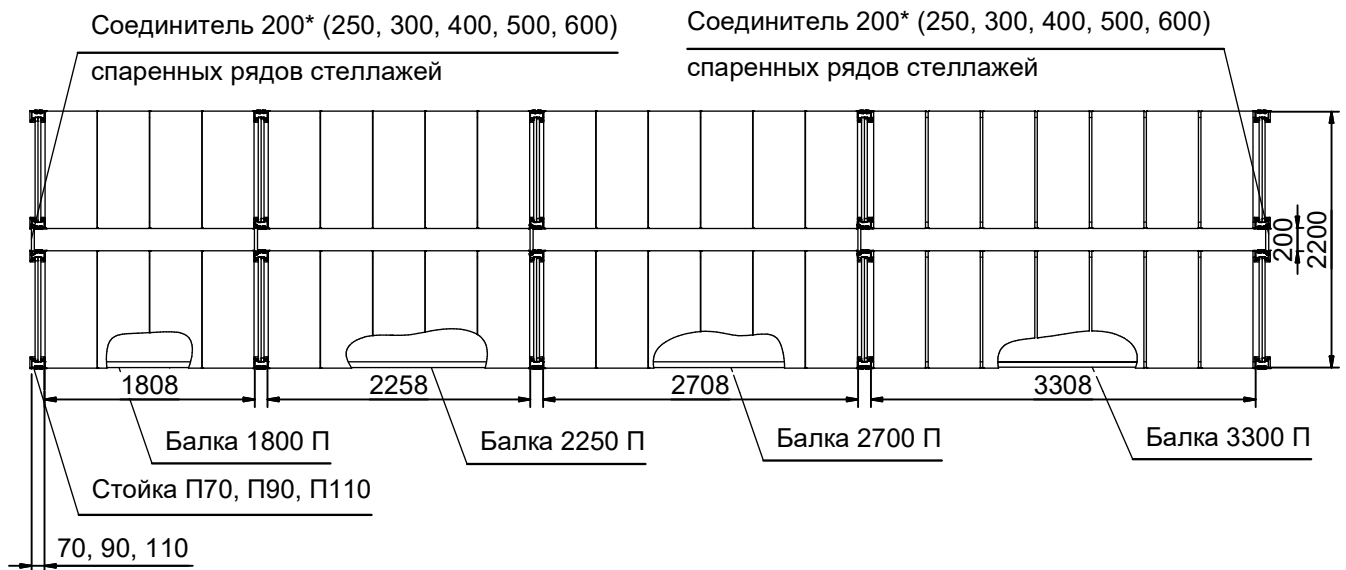 Соединитель 200* (250, 300, 400, 500, 600)
спаренных рядов стеллажей
Соединитель 200* (250, 300, 400, 500, 600)
спаренных рядов стеллажей
200
2200
1808
2258
2708
3308
Балка 1800 П
Балка 2250 П
Балка 2700 П
Балка 3300 П
Стойка П70, П90, П110
70, 90, 110